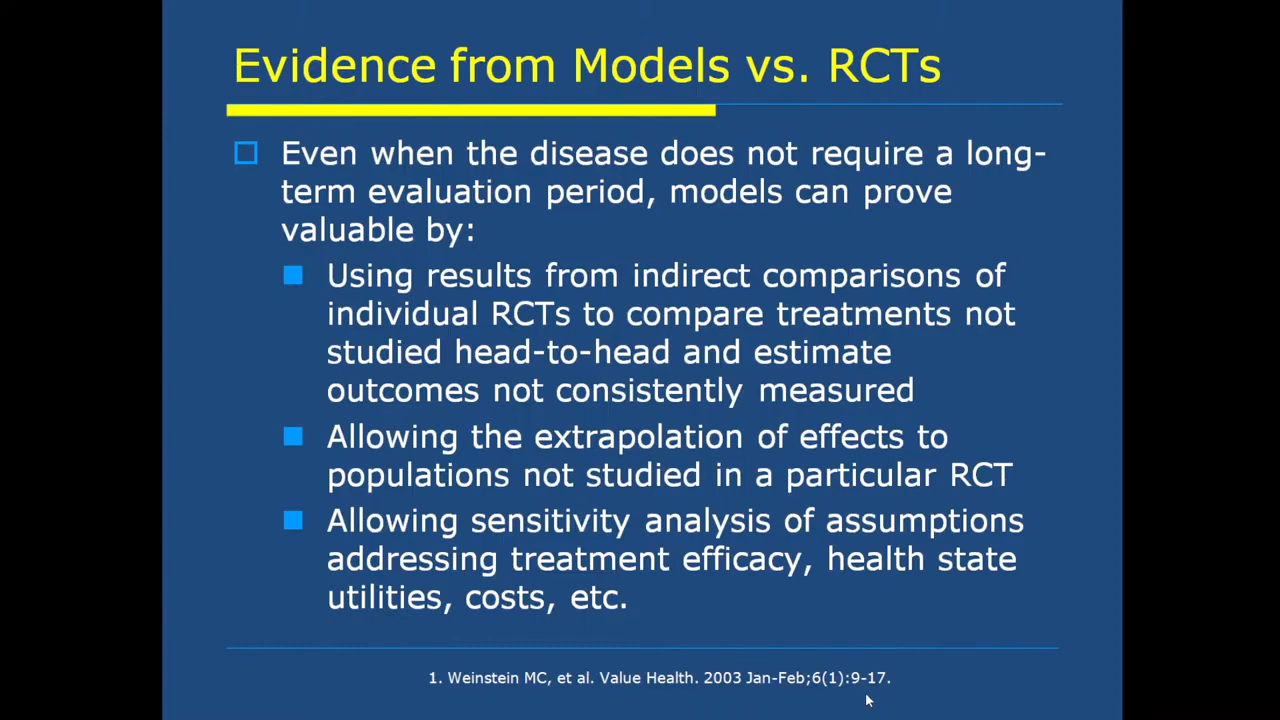 Evidence from Models vs. RCTs
Even when the disease does not require a long-
term evaluation period, models can prove
valuable by:
Using results from indirect comparisons of
individual RCTs to compare treatments not
studied head-to-head and estimate
outcomes not consistently measured
Allowing the extrapolation of effects to
populations not studied in a particular RCT
Allowing sensitivity analysis of assumptions
addressing treatment efficacy, health state
utilities, costs, etc.
1. Weinstein MC, et al. Value Health. 2003 Jan-Feb;6(1):9-17.